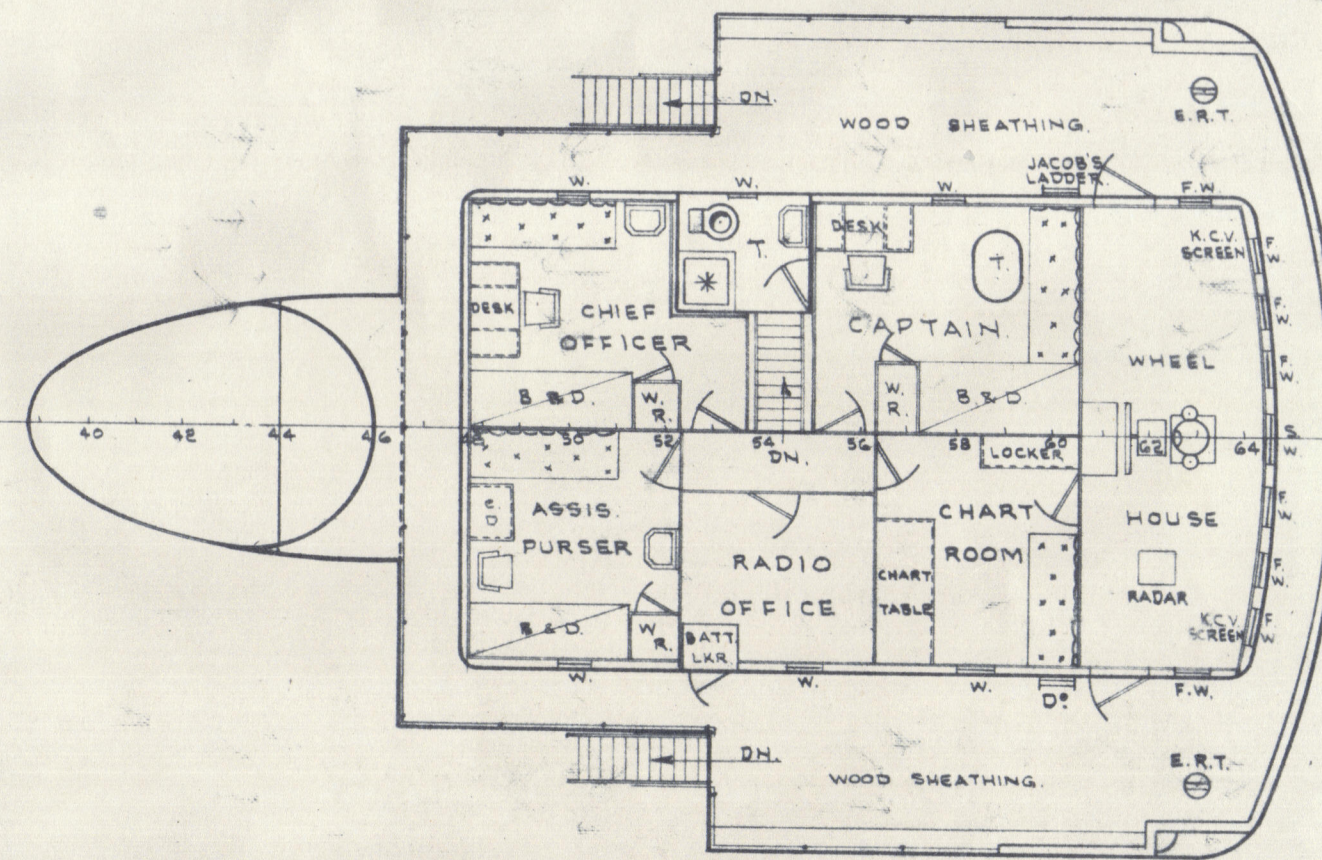 DN.
WOOD SHEATHING.
E.R.T.
JACOB'S
LADDER.
W.
W.
W.
F.W.
DESK
T.
T.
K.C.V.
SCREEN
F.
W.
DESK
CHIEF
OFFICER
CAPTAIN
F.
W.
WHEEL
F.
W.
B & D.
W.
R.
W.
R.
B & D.
40 42 44 46 48 50 52 54 56 58 60 62 64
S.
W.
DN.
LOCKER
C.D.
ASSIS.
PURSER
CHART
ROOM
HOUSE
F.
W.
RADIO
OFFICE
CHART
TABLE
RADAR
F.
W.
B & D.
W.
R.
BATT.
LKR.
K.C.V.
SCREEN
F.
W.
W.
W.
W.
Dº
F.W.
DN.
WOOD SHEATHING.
E.R.T.